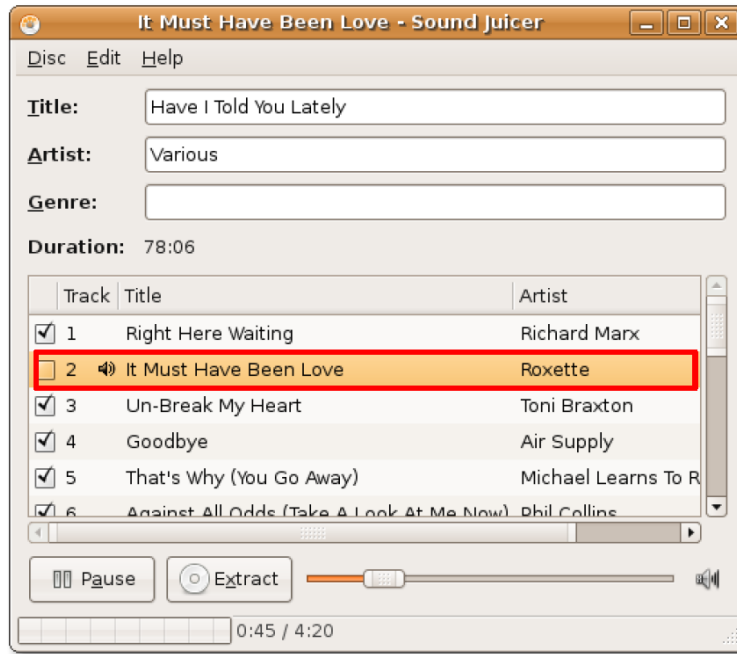 It Must Have Been Love - Sound Juicer
Disc Edit Help
Title: Have I Told You Lately
Artist: Various
Genre:
Duration: 78:06
Track Title Artist
1 Right Here Waiting Richard Marx
2 It Must Have Been Love Roxette
3 Un-Break My Heart Toni Braxton
4 Goodbye Air Supply
5 That's Why (You Go Away) Michael Learns To R
6 Against All Odds (Take A Look At Me Now) Phil Collins
Pause Extract
0:45 / 4:20